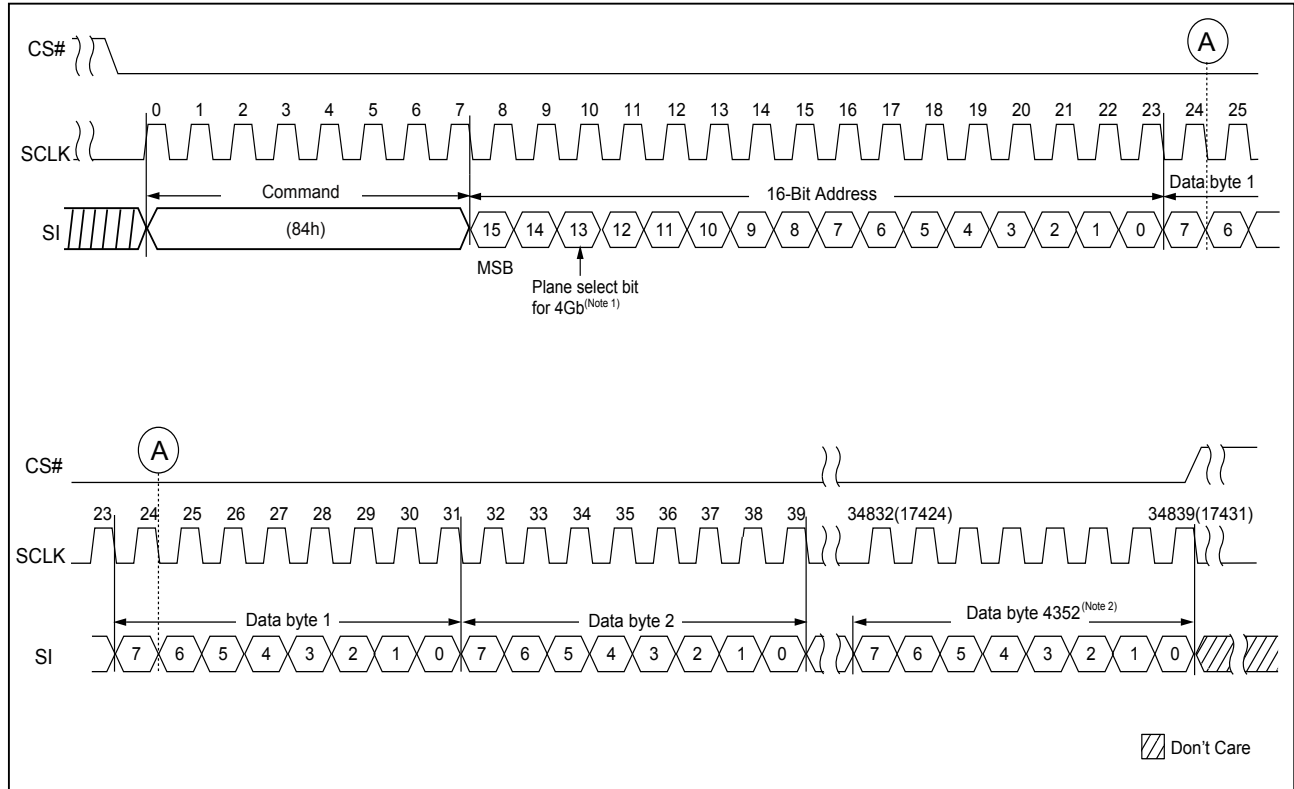 CS#
A
0 1 2 3 4 5 6 7 8 9 10 11 12 13 14 15 16 17 18 19 20 21 22 23 24 25
SCLK
Command
16-Bit Address
Data byte 1
SI
(84h)
15 14 13 12 11 10 9 8 7 6 5 4 3 2 1 0 7 6
MSB
Plane select bit
for 4Gb(Note 1)
A
CS#
23 24 25 26 27 28 29 30 31 32 33 34 35 36 37 38 39 34832(17424) 34839(17431)
SCLK
Data byte 1
Data byte 2
Data byte 4352(Note 2)
SI
7 6 5 4 3 2 1 0 7 6 5 4 3 2 1 0 7 6 5 4 3 2 1 0
Don't Care